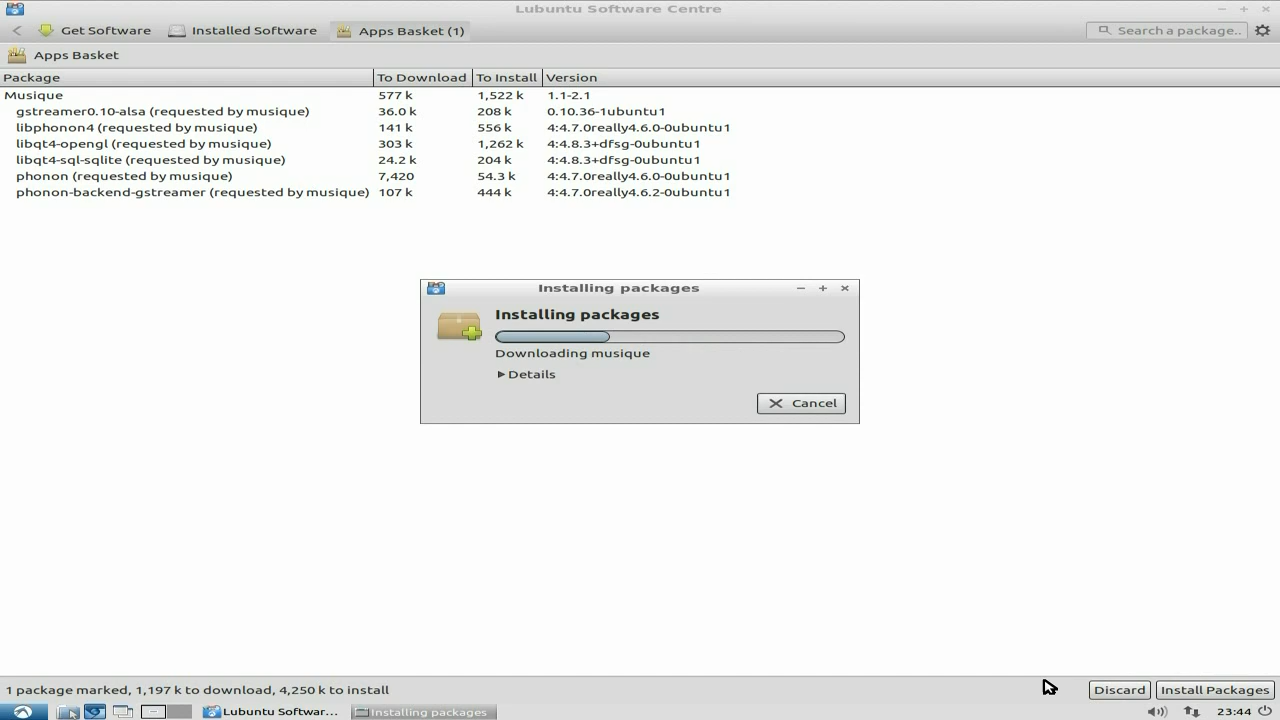 Lubuntu Software Centre
Get Software Installed Software Apps Basket (1) Search a package..
Apps Basket
Package To Download To Install Version
Musique 577 k 1,522 k 1.1-2.1
gstreamer0.10-alsa (requested by musique) 36.0 k 208 k 0.10.36-1ubuntu1
libphonon4 (requested by musique) 141 k 556 k 4:4.7.0really4.6.0-0ubuntu1
libqt4-opengl (requested by musique) 303 k 1,262 k 4:4.8.3+dfsg-0ubuntu1
libqt4-sql-sqlite (requested by musique) 24.2 k 204 k 4:4.8.3+dfsg-0ubuntu1
phonon (requested by musique) 7,420 54.3 k 4:4.7.0really4.6.0-0ubuntu1
phonon-backend-gstreamer (requested by musique) 107 k 444 k 4:4.7.0really4.6.2-0ubuntu1
Installing packages
Installing packages
Downloading musique
Details
Cancel
1 package marked, 1,197 k to download, 4,250 k to install Discard Install Packages
Lubuntu Softwar... Installing packages 23:44